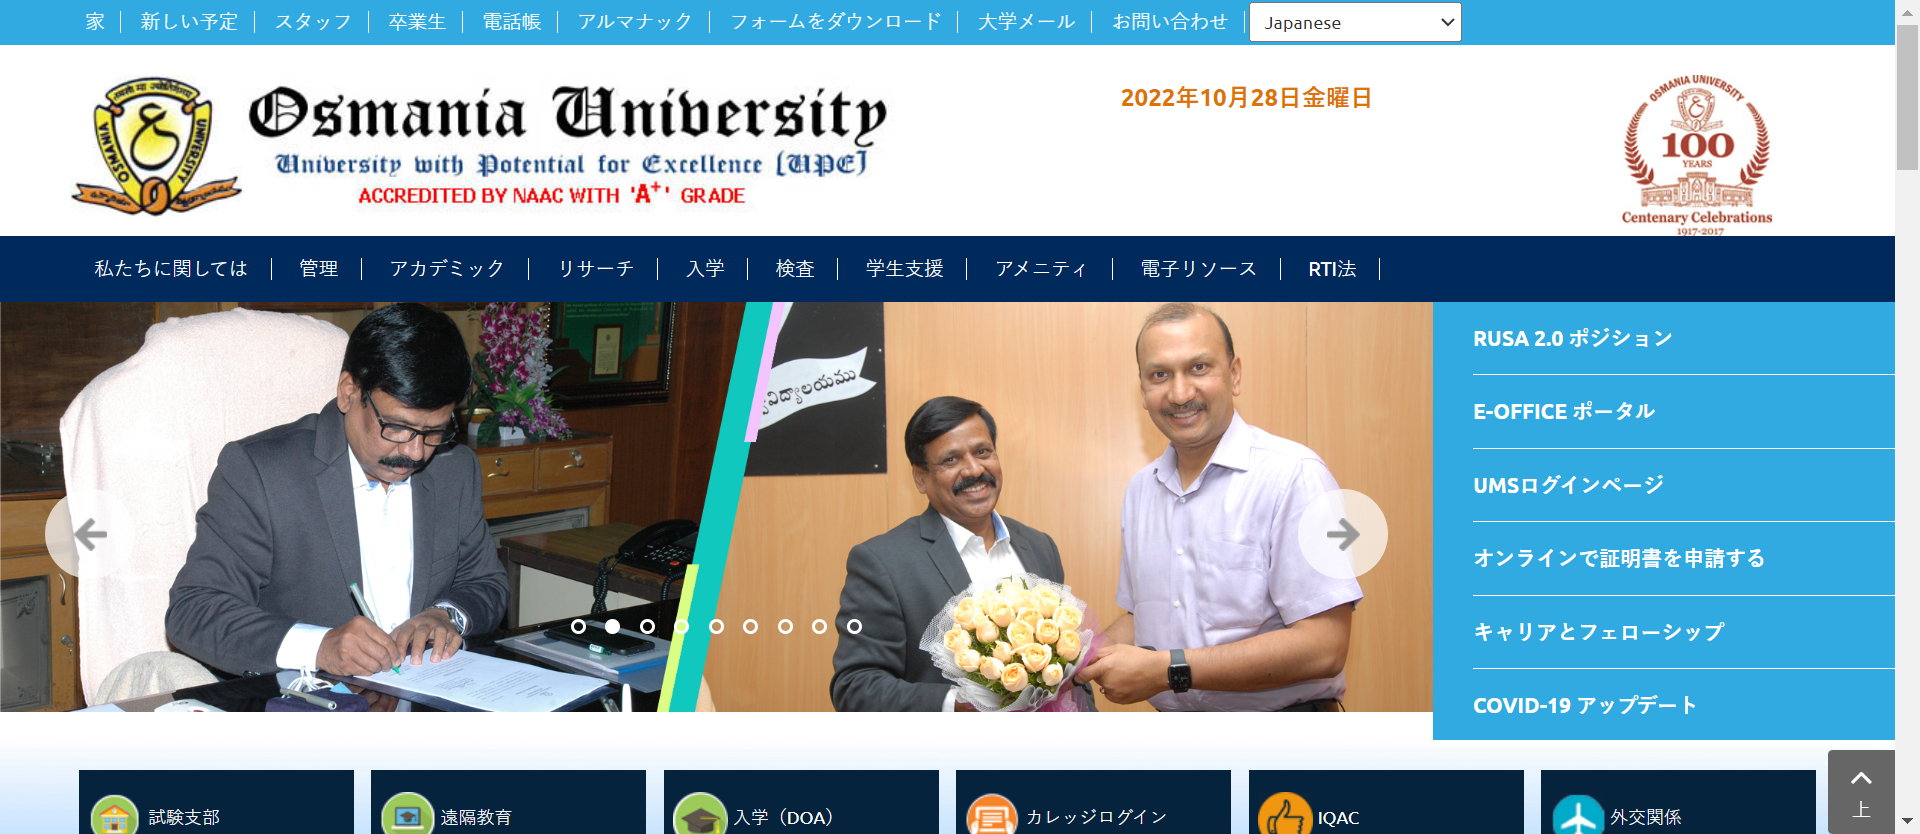 家
新しい予定
スタッフ
卒業生
電話帳
アルマナック
フォームをダウンロード
大学メール
お問い合わせ
Japanese
OSMANIA UNIVERSITY
Osmania University
University with Potential for Excellence [UPE]
ACCREDITED BY NAAC WITH 'A+' GRADE
2022年10月28日金曜日
OSMANIA UNIVERSITY
100
YEARS
Centenary Celebrations
1917-2017
私たちに関しては
管理
アカデミック
リサーチ
入学
検査
学生支援
アメニティ
電子リソース
RTI法
RUSA 2.0 ポジション
E-OFFICE ポータル
UMSログインページ
オンラインで証明書を申請する
キャリアとフェローシップ
COVID-19 アップデート
試験支部
遠隔教育
入学（DOA）
カレッジログイン
IQAC
外交関係
上